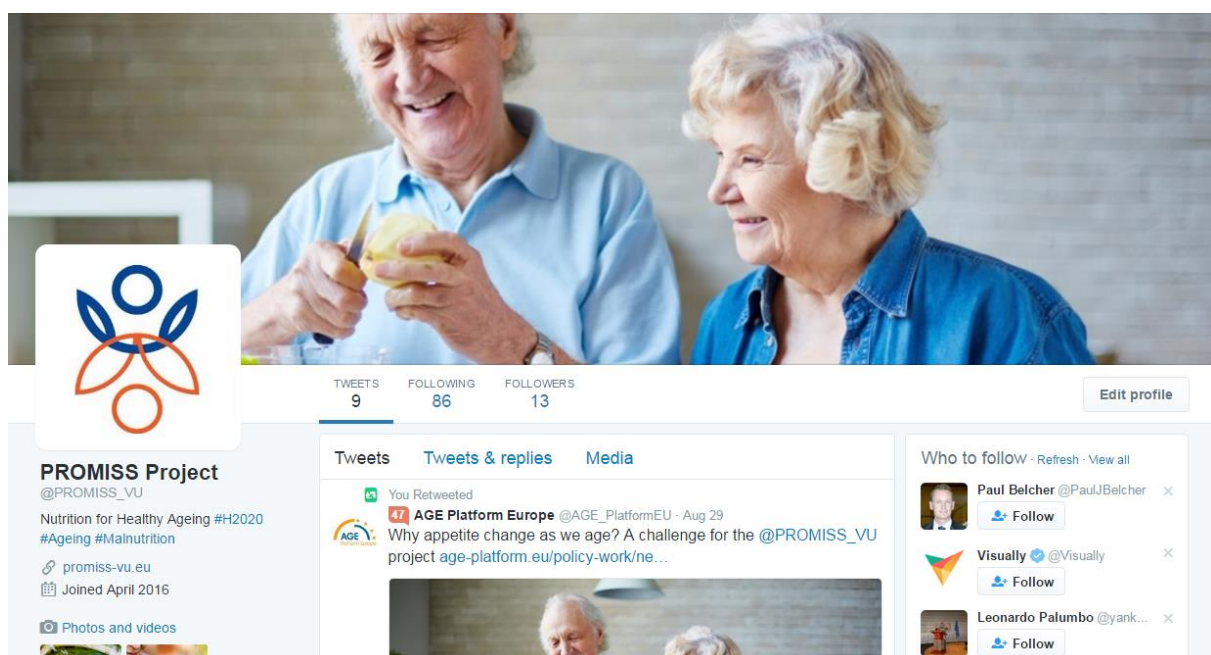 TWEETS
9
FOLLOWING
86
FOLLOWERS
13
Edit profile
PROMISS Project
@PROMISS_VU
Nutrition for Healthy Ageing #H2020
#Ageing #Malnutrition
promiss-vu.eu
Joined April 2016
Photos and videos
Tweets Tweets & replies Media
You Retweeted
47 AGE Platform Europe @AGE_PlatformEU · Aug 29
AGE
Why appetite change as we age? A challenge for the @PROMISS_VU
project age-platform.eu/policy-work/ne…
Who to follow · Refresh · View all
Paul Belcher @PaulJBelcher
Follow
Visually @Visually
Follow
Leonardo Palumbo @yank...
Follow